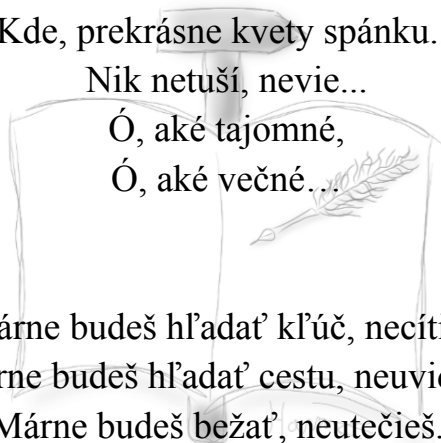 Kde, prekrásne kvety spánku.
Nik netuší, nevie...
Ó, aké tajomné,
Ó, aké večné…
budeš hľadať kľúč,
budeš hľadať cestu,
Márne budeš bežať, neutečieš.